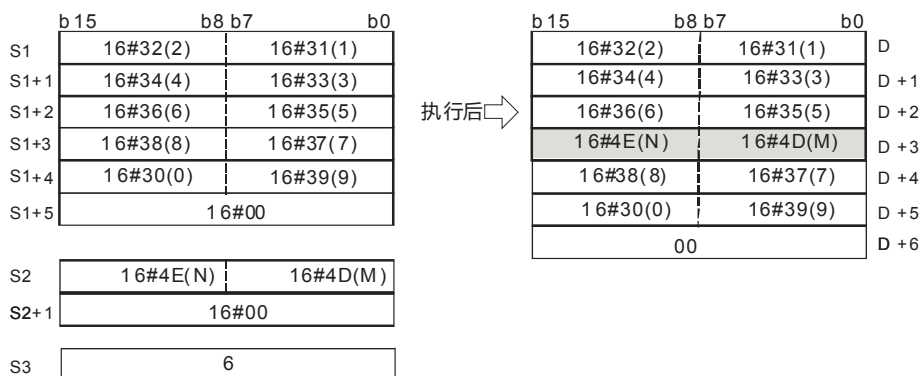 b15 b8 b7 b0
S1 16#32(2) 16#31(1)
S1+1 16#34(4) 16#33(3)
S1+2 16#36(6) 16#35(5)
S1+3 16#38(8) 16#37(7)
S1+4 16#30(0) 16#39(9)
S1+5 16#00
S2 16#4E(N) 16#4D(M)
S2+1 16#00
S3 6
执行后
b15 b8 b7 b0
16#32(2) 16#31(1) D
16#34(4) 16#33(3) D+1
16#36(6) 16#35(5) D+2
16#4E(N) 16#4D(M) D+3
16#38(8) 16#37(7) D+4
16#30(0) 16#39(9) D+5
00 D+6